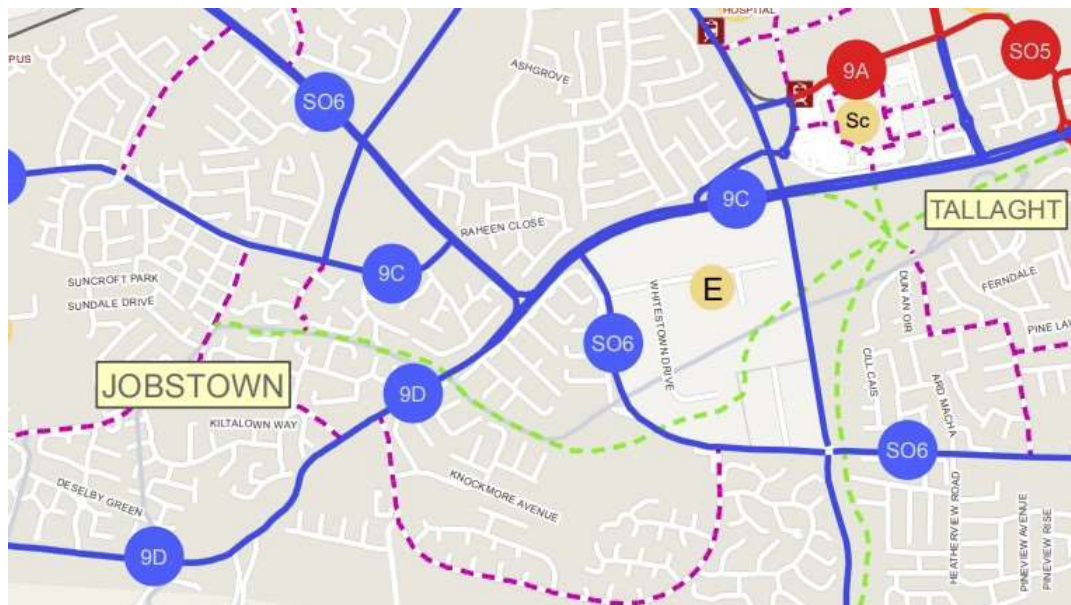 HOSPITAL
PUS
SO6
ASHGROVE
9A
SO5
Sc
9C
TALLAGHT
RAHEEN CLOSE
9C
SUNCROFT PARK
SUNDALE DRIVE
E
WHITESTOWN DRIVE
DUN AN OIR
FERNDALE
PINE LAW
SO6
CILL CAIS
ARD MACHA
JOBSTOWN
9D
KILTALOWN WAY
SO6
KNOCKMORE AVENUE
DESELBY GREEN
9D
HEATHERVIEW ROAD
PINEVIEW AVENUE
PINEVIEW RISE